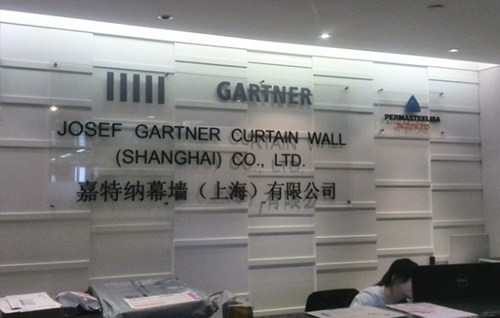 GARTNER
PERMASTEELISA
JOSEF GARTNER CURTAIN WALL
(SHANGHAI) CO., LTD.
嘉特纳幕墙（上海）有限公司